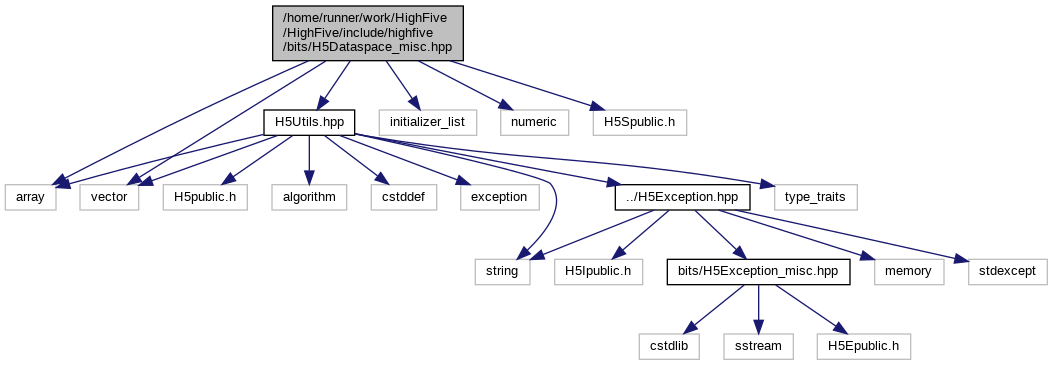 /home/runner/work/HighFive
/HighFive/include/highfive
/bits/H5Dataspace_misc.hpp
H5Utils.hpp
initializer_list
numeric
H5Spublic.h
array
vector
H5public.h
algorithm
cstddef
exception
../H5Exception.hpp
type_traits
string
H5Ipublic.h
bits/H5Exception_misc.hpp
memory
stdexcept
cstdlib
sstream
H5Epublic.h